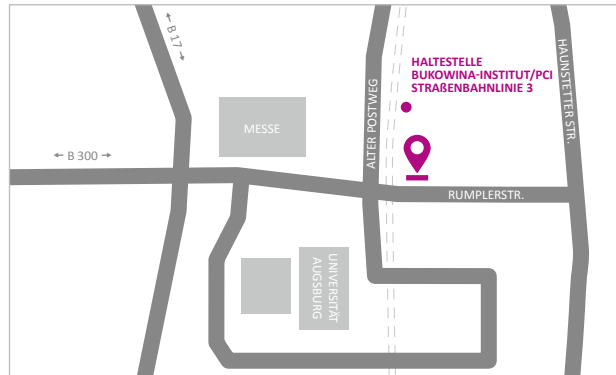 ← B 17 →
HALTESTELLE
BUKOWINA-INSTITUT/PCI
STRAßENBAHNLINIE 3
MESSE
← B 300 →
ALTER POSTWEG
HAUNSTETTER STR.
RUMPLERSTR.
UNIVERSITÄT
AUGSBURG